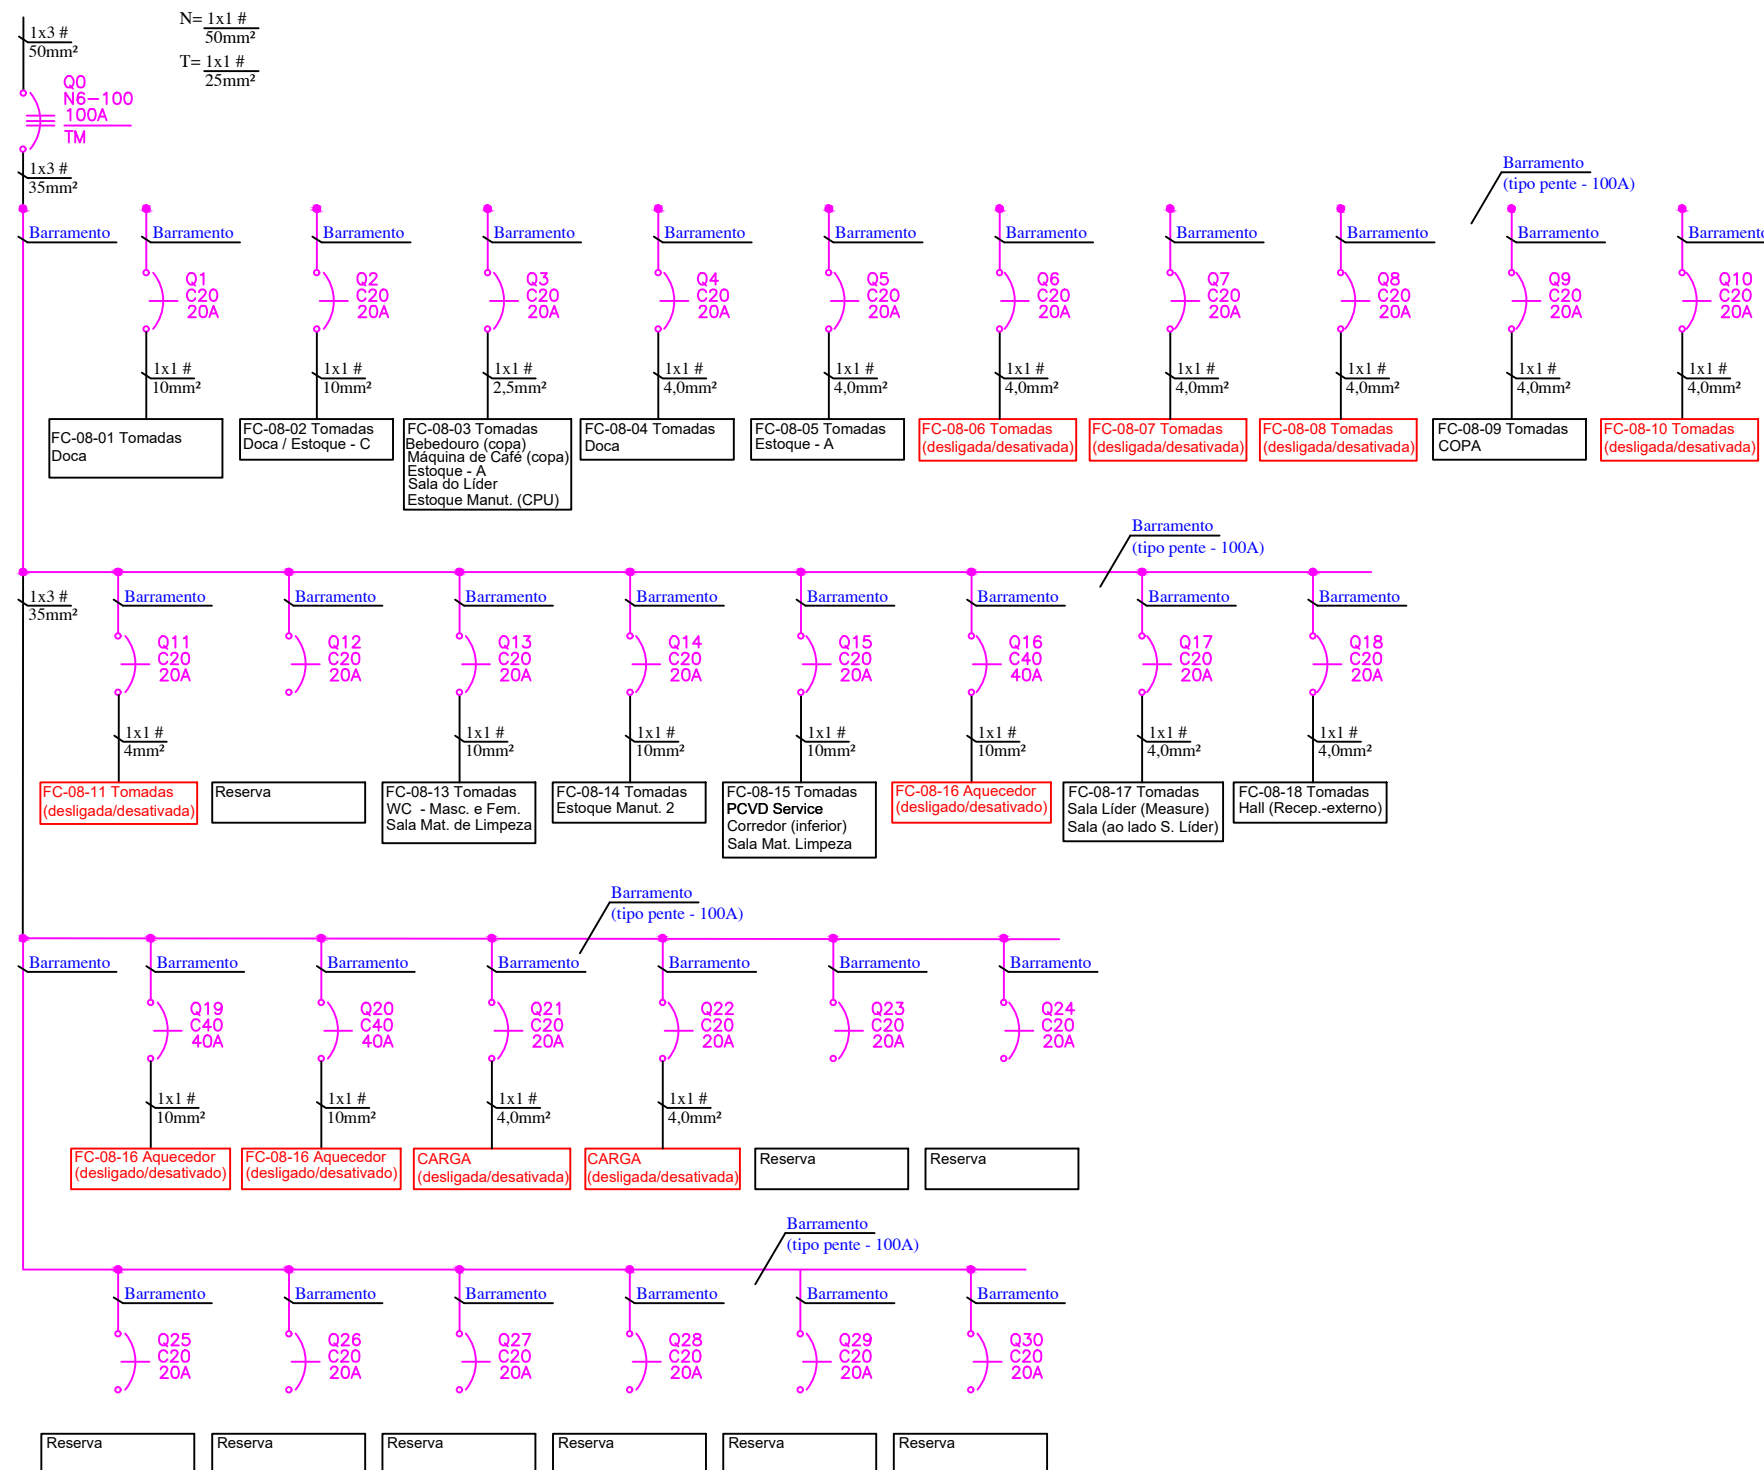 1x3 #
50mm²
N= 1x1 #
50mm²
T= 1x1 #
25mm²
Q0
N6-100
100A
TM
1x3 #
35mm²
Barramento
(tipo pente - 100A)
Barramento
Barramento
Barramento
Barramento
Barramento
Barramento
Barramento
Barramento
Barramento
Barramento
Barramento
Q1
C20
20A
Q2
C20
20A
Q3
C20
20A
Q4
C20
20A
Q5
C20
20A
Q6
C20
20A
Q7
C20
20A
Q8
C20
20A
Q9
C20
20A
Q10
C20
20A
1x1 #
10mm²
1x1 #
10mm²
1x1 #
2,5mm²
1x1 #
4,0mm²
1x1 #
4,0mm²
1x1 #
4,0mm²
1x1 #
4,0mm²
1x1 #
4,0mm²
1x1 #
4,0mm²
1x1 #
4,0mm²
FC-08-01 Tomadas
Doca
FC-08-02 Tomadas
Doca / Estoque - C
FC-08-03 Tomadas
Bebedouro (copa)
Máquina de Café (copa)
Estoque - A
Sala do Líder
Estoque Manut. (CPU)
FC-08-04 Tomadas
Doca
FC-08-05 Tomadas
Estoque - A
FC-08-06 Tomadas
(desligada/desativada)
FC-08-07 Tomadas
(desligada/desativada)
FC-08-08 Tomadas
(desligada/desativada)
FC-08-09 Tomadas
COPA
FC-08-10 Tomadas
(desligada/desativada)
Barramento
(tipo pente - 100A)
1x3 #
35mm²
Barramento
Barramento
Barramento
Barramento
Barramento
Barramento
Barramento
Barramento
Q11
C20
20A
Q12
C20
20A
Q13
C20
20A
Q14
C20
20A
Q15
C20
20A
Q16
C40
40A
Q17
C20
20A
Q18
C20
20A
1x1 #
4mm²
1x1 #
10mm²
1x1 #
10mm²
1x1 #
10mm²
1x1 #
10mm²
1x1 #
4,0mm²
1x1 #
4,0mm²
FC-08-11 Tomadas
(desligada/desativada)
Reserva
FC-08-13 Tomadas
WC - Masc. e Fem.
Sala Mat. de Limpeza
FC-08-14 Tomadas
Estoque Manut. 2
FC-08-15 Tomadas
PCVD Service
Corredor (inferior)
Sala Mat. Limpeza
FC-08-16 Aquecedor
(desligado/desativado)
FC-08-17 Tomadas
Sala Líder (Measure)
Sala (ao lado S. Líder)
FC-08-18 Tomadas
Hall (Recep.-externo)
Barramento
(tipo pente - 100A)
Barramento
Barramento
Barramento
Barramento
Barramento
Barramento
Barramento
Q19
C40
40A
Q20
C40
40A
Q21
C20
20A
Q22
C20
20A
Q23
C20
20A
Q24
C20
20A
1x1 #
10mm²
1x1 #
10mm²
1x1 #
4,0mm²
1x1 #
4,0mm²
FC-08-16 Aquecedor
(desligado/desativado)
FC-08-16 Aquecedor
(desligado/desativado)
CARGA
(desligada/desativada)
CARGA
(desligada/desativada)
Reserva
Reserva
Barramento
(tipo pente - 100A)
Barramento
Barramento
Barramento
Barramento
Barramento
Barramento
Q25
C20
20A
Q26
C20
20A
Q27
C20
20A
Q28
C20
20A
Q29
C20
20A
Q30
C20
20A
Reserva
Reserva
Reserva
Reserva
Reserva
Reserva